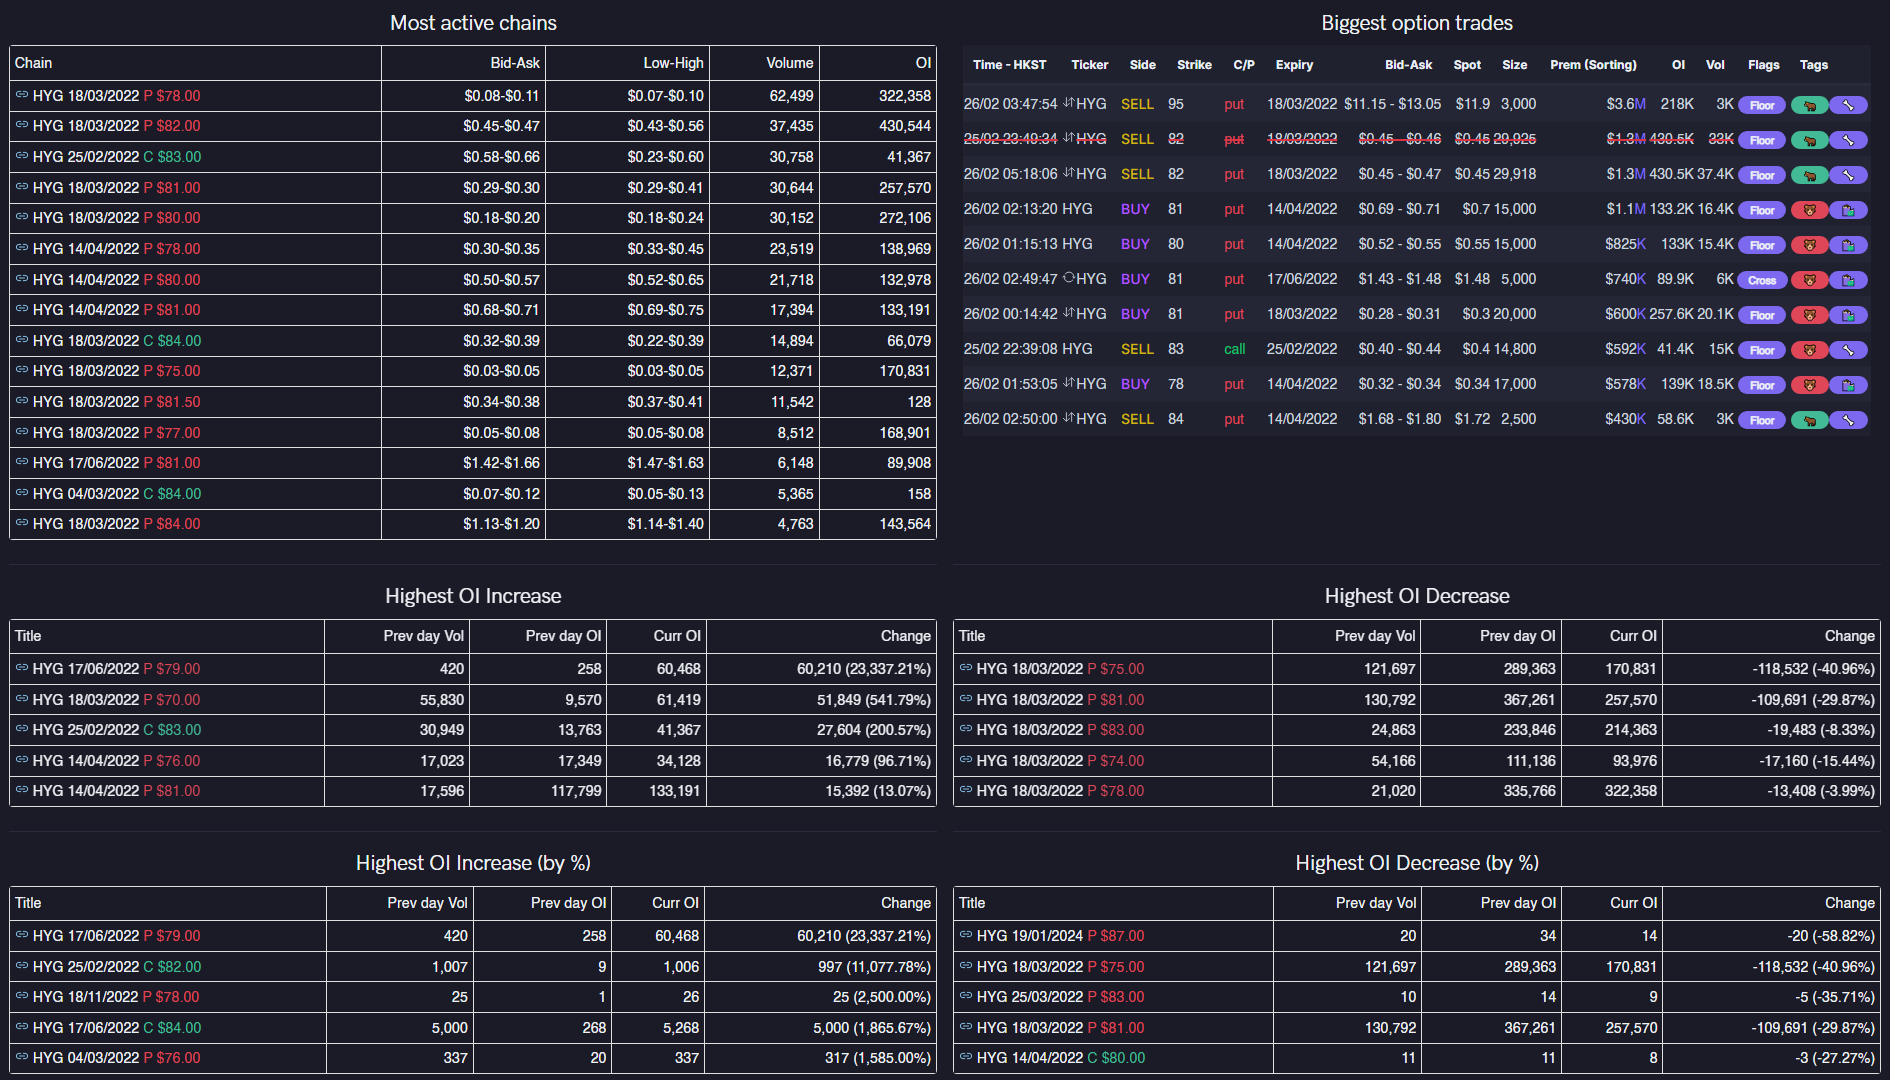 Most active chains
Chain Bid-Ask Low-High Volume OI
HYG 18/03/2022 P $78.00 $0.08-$0.11 $0.07-$0.10 62,499 322,358
HYG 18/03/2022 P $82.00 $0.45-$0.47 $0.43-$0.56 37,435 430,544
HYG 25/02/2022 C $83.00 $0.58-$0.66 $0.23-$0.60 30,758 41,367
HYG 18/03/2022 P $81.00 $0.29-$0.30 $0.29-$0.41 30,644 257,570
HYG 18/03/2022 P $80.00 $0.18-$0.20 $0.18-$0.24 30,152 272,106
HYG 14/04/2022 P $78.00 $0.30-$0.35 $0.33-$0.45 23,519 138,969
HYG 14/04/2022 P $80.00 $0.50-$0.57 $0.52-$0.65 21,718 132,978
HYG 14/04/2022 P $81.00 $0.68-$0.71 $0.69-$0.75 17,394 133,191
HYG 18/03/2022 C $84.00 $0.32-$0.39 $0.22-$0.39 14,894 66,079
HYG 18/03/2022 P $75.00 $0.03-$0.05 $0.03-$0.05 12,371 170,831
HYG 18/03/2022 P $81.50 $0.34-$0.38 $0.37-$0.41 11,542 128
HYG 18/03/2022 P $77.00 $0.05-$0.08 $0.05-$0.08 8,512 168,901
HYG 17/06/2022 P $81.00 $1.42-$1.66 $1.47-$1.63 6,148 89,908
HYG 04/03/2022 C $84.00 $0.07-$0.12 $0.05-$0.13 5,365 158
HYG 18/03/2022 P $84.00 $1.13-$1.20 $1.14-$1.40 4,763 143,564
Biggest option trades
Time - HKST Ticker Side Strike C/P Expiry Bid-Ask Spot Size Prem (Sorting) OI Vol Flags Tags
26/02 03:47:54 HYG SELL 95 put 18/03/2022 $11.15 - $13.05 $11.9 3,000 $3.6M 218K 3K Floor
25/02 23:49:34 HYG SELL 82 put 18/03/2022 $0.45 - $0.46 $0.45 29,925 $1.3M 430.5K 33K Floor
26/02 05:18:06 HYG SELL 82 put 18/03/2022 $0.45 - $0.47 $0.45 29,918 $1.3M 430.5K 37.4K Floor
26/02 02:13:20 HYG BUY 81 put 14/04/2022 $0.69 - $0.71 $0.7 15,000 $1.1M 133.2K 16.4K Floor
26/02 01:15:13 HYG BUY 80 put 14/04/2022 $0.52 - $0.55 $0.55 15,000 $825K 133K 15.4K Floor
26/02 02:49:47 HYG BUY 81 put 17/06/2022 $1.43 - $1.48 $1.48 5,000 $740K 89.9K 6K Cross
26/02 00:14:42 HYG BUY 81 put 18/03/2022 $0.28 - $0.31 $0.3 20,000 $600K 257.6K 20.1K Floor
25/02 22:39:08 HYG SELL 83 call 25/02/2022 $0.40 - $0.44 $0.4 14,800 $592K 41.4K 15K Floor
26/02 01:53:05 HYG BUY 78 put 14/04/2022 $0.32 - $0.34 $0.34 17,000 $578K 139K 18.5K Floor
26/02 02:50:00 HYG SELL 84 put 14/04/2022 $1.68 - $1.80 $1.72 2,500 $430K 58.6K 3K Floor
Highest OI Increase
Title Prev day Vol Prev day OI Curr OI Change
HYG 17/06/2022 P $79.00 420 258 60,468 60,210 (23,337.21%)
HYG 18/03/2022 P $70.00 55,830 9,570 61,419 51,849 (541.79%)
HYG 25/02/2022 C $83.00 30,949 13,763 41,367 27,604 (200.57%)
HYG 14/04/2022 P $76.00 17,023 17,349 34,128 16,779 (96.71%)
HYG 14/04/2022 P $81.00 17,596 117,799 133,191 15,392 (13.07%)
Highest OI Decrease
Title Prev day Vol Prev day OI Curr OI Change
HYG 18/03/2022 P $75.00 121,697 289,363 170,831 -118,532 (-40.96%)
HYG 18/03/2022 P $81.00 130,792 367,261 257,570 -109,691 (-29.87%)
HYG 18/03/2022 P $83.00 24,863 233,846 214,363 -19,483 (-8.33%)
HYG 18/03/2022 P $74.00 54,166 111,136 93,976 -17,160 (-15.44%)
HYG 18/03/2022 P $78.00 21,020 335,766 322,358 -13,408 (-3.99%)
Highest OI Increase (by %)
Title Prev day Vol Prev day OI Curr OI Change
HYG 17/06/2022 P $79.00 420 258 60,468 60,210 (23,337.21%)
HYG 25/02/2022 C $82.00 1,007 9 1,006 997 (11,077.78%)
HYG 18/11/2022 P $78.00 25 1 26 25 (2,500.00%)
HYG 17/06/2022 C $84.00 5,000 268 5,268 5,000 (1,865.67%)
HYG 04/03/2022 P $76.00 337 20 337 317 (1,585.00%)
Highest OI Decrease (by %)
Title Prev day Vol Prev day OI Curr OI Change
HYG 19/01/2024 P $87.00 20 34 14 -20 (-58.82%)
HYG 18/03/2022 P $75.00 121,697 289,363 170,831 -118,532 (-40.96%)
HYG 25/03/2022 P $83.00 10 14 9 -5 (-35.71%)
HYG 18/03/2022 P $81.00 130,792 367,261 257,570 -109,691 (-29.87%)
HYG 14/04/2022 C $80.00 11 11 8 -3 (-27.27%)